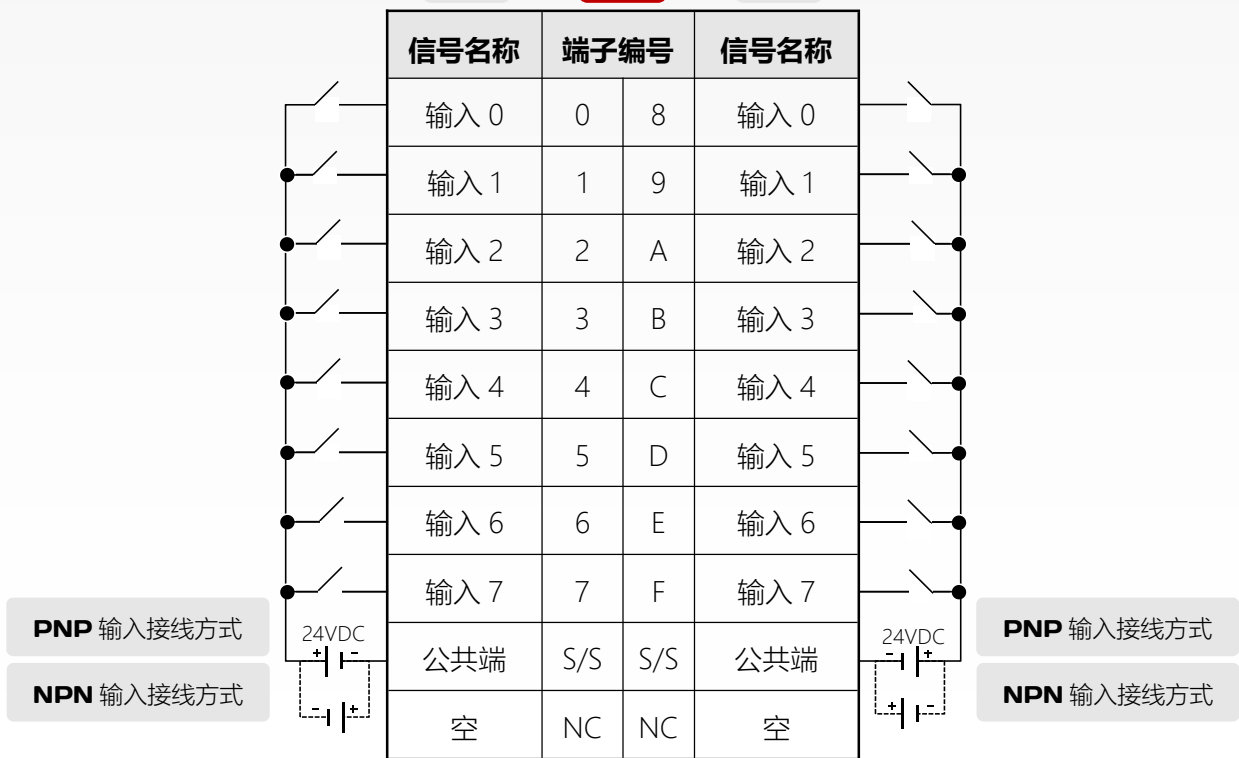 信号名称 端子编号 信号名称
输入 0 0 8 输入 0
输入 1 1 9 输入 1
输入 2 2 A 输入 2
输入 3 3 B 输入 3
输入 4 4 C 输入 4
输入 5 5 D 输入 5
输入 6 6 E 输入 6
输入 7 7 F 输入 7
PNP 输入接线方式 24VDC 24VDC PNP 输入接线方式
+ - 公共端 S/S S/S 公共端 - +
NPN 输入接线方式 NPN 输入接线方式
- + 空 NC NC 空 + -